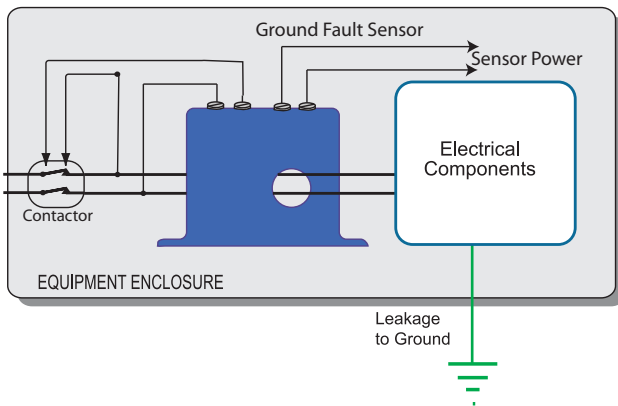 Ground Fault Sensor
Sensor Power
Electrical
Components
Contactor
EQUIPMENT ENCLOSURE
Leakage
to Ground